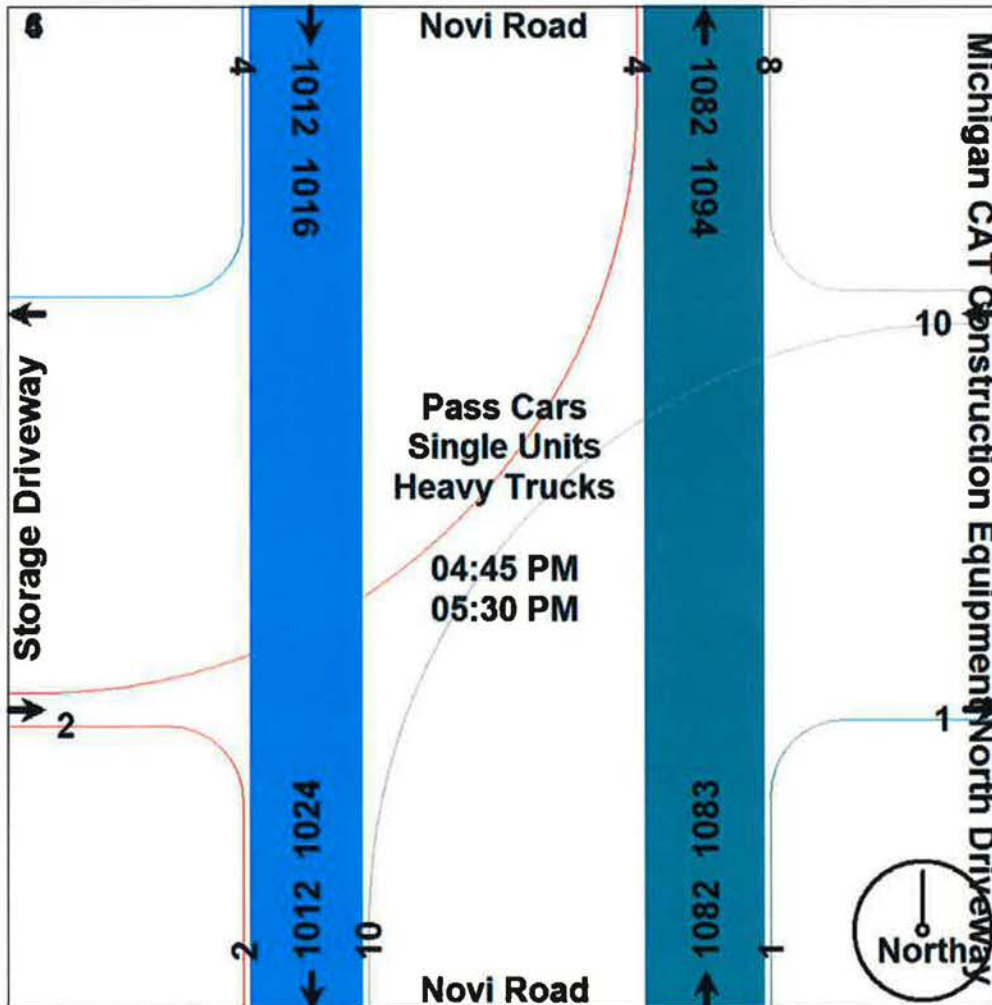 Novi Road
4
1012 1016
4
1082 1094
8
Michigan CAT Construction Equipment North Driveway
10
Storage Driveway
Pass Cars
Single Units
Heavy Trucks
04:45 PM
05:30 PM
2
1
2
1012 1024
10
1082 1083
1
North
Novi Road